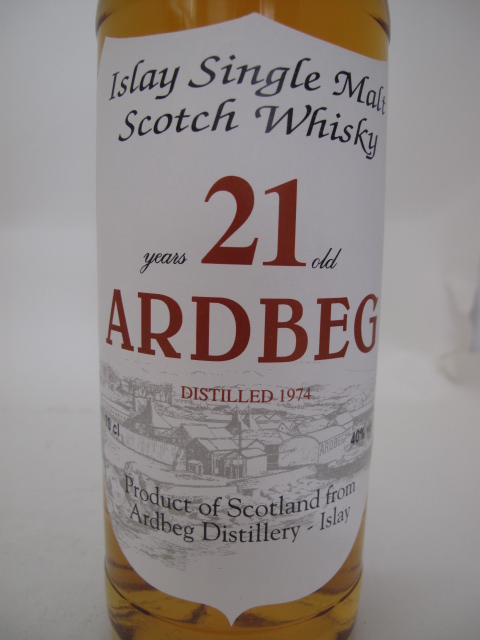 Islay Single Malt
Scotch Whisky
years 21 old
ARDBEG
DISTILLED 1974
cl
ARDBEG
40%
Product of Scotland from
Ardbeg Distillery - Islay